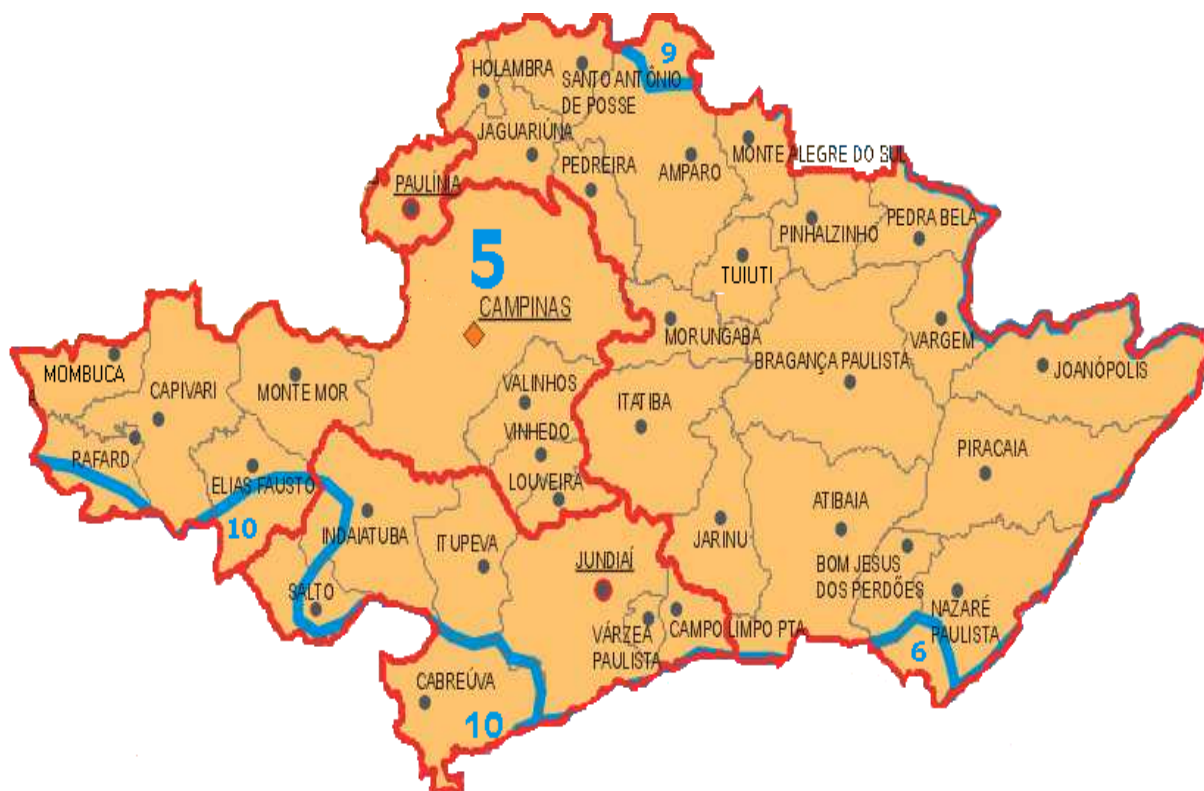 9
HOLAMBRA
SANTO ANTÔNIO
DE POSSE
JAGUARIÚNA
PEDREIRA
AMPARO
MONTE ALEGRE DO SUL
PAULÍNIA
PINHALZINHO
PEDRA BELA
5
TUIUTI
CAMPINAS
MORUNGABA
BRAGANÇA PAULISTA
VARGEM
JOANÓPOLIS
MOMBUCA
CAPIVARI
MONTE MOR
VALINHOS
ITATIBA
VINHEDO
RAFARD
ELIAS FAUSTO
LOUVEIRA
PIRACAIA
ATIBAIA
10
INDAIATUBA
ITUPEVA
JARINU
JUNDIAÍ
BOM JESUS
DOS PERDÕES
SALTO
NAZARÉ
PAULISTA
VÁRZEA
PAULISTA
CAMPO LIMPO PTA
6
CABREÚVA
10